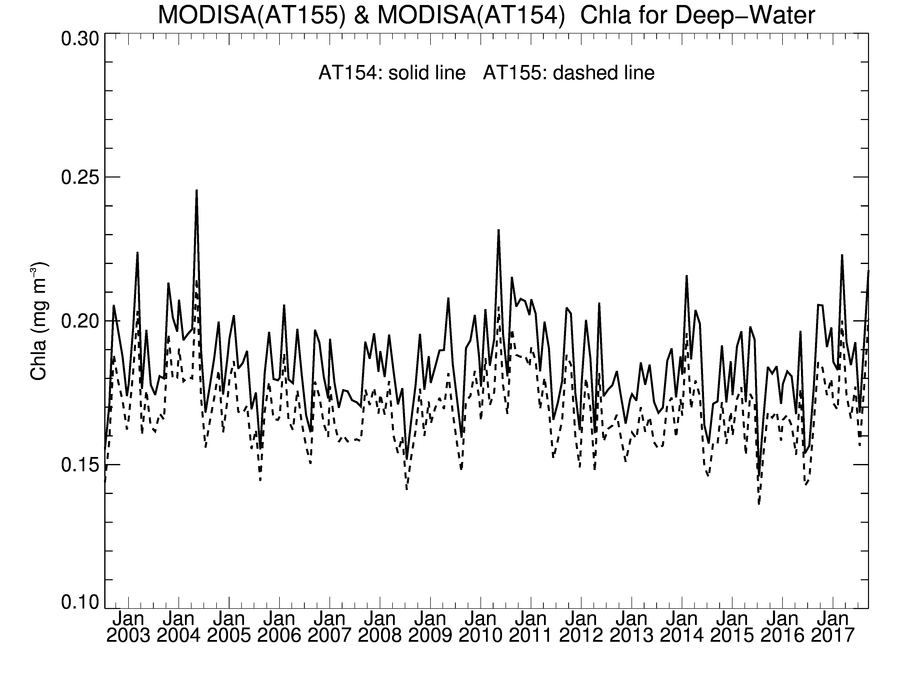 MODISA(AT155) & MODISA(AT154)  Chla for Deep−Water
AT154: solid line   AT155: dashed line
Chla (mg m⁻³)
0.30
0.25
0.20
0.15
0.10
Jan Jan Jan Jan Jan Jan Jan Jan Jan Jan Jan Jan Jan Jan Jan
2003 2004 2005 2006 2007 2008 2009 2010 2011 2012 2013 2014 2015 2016 2017